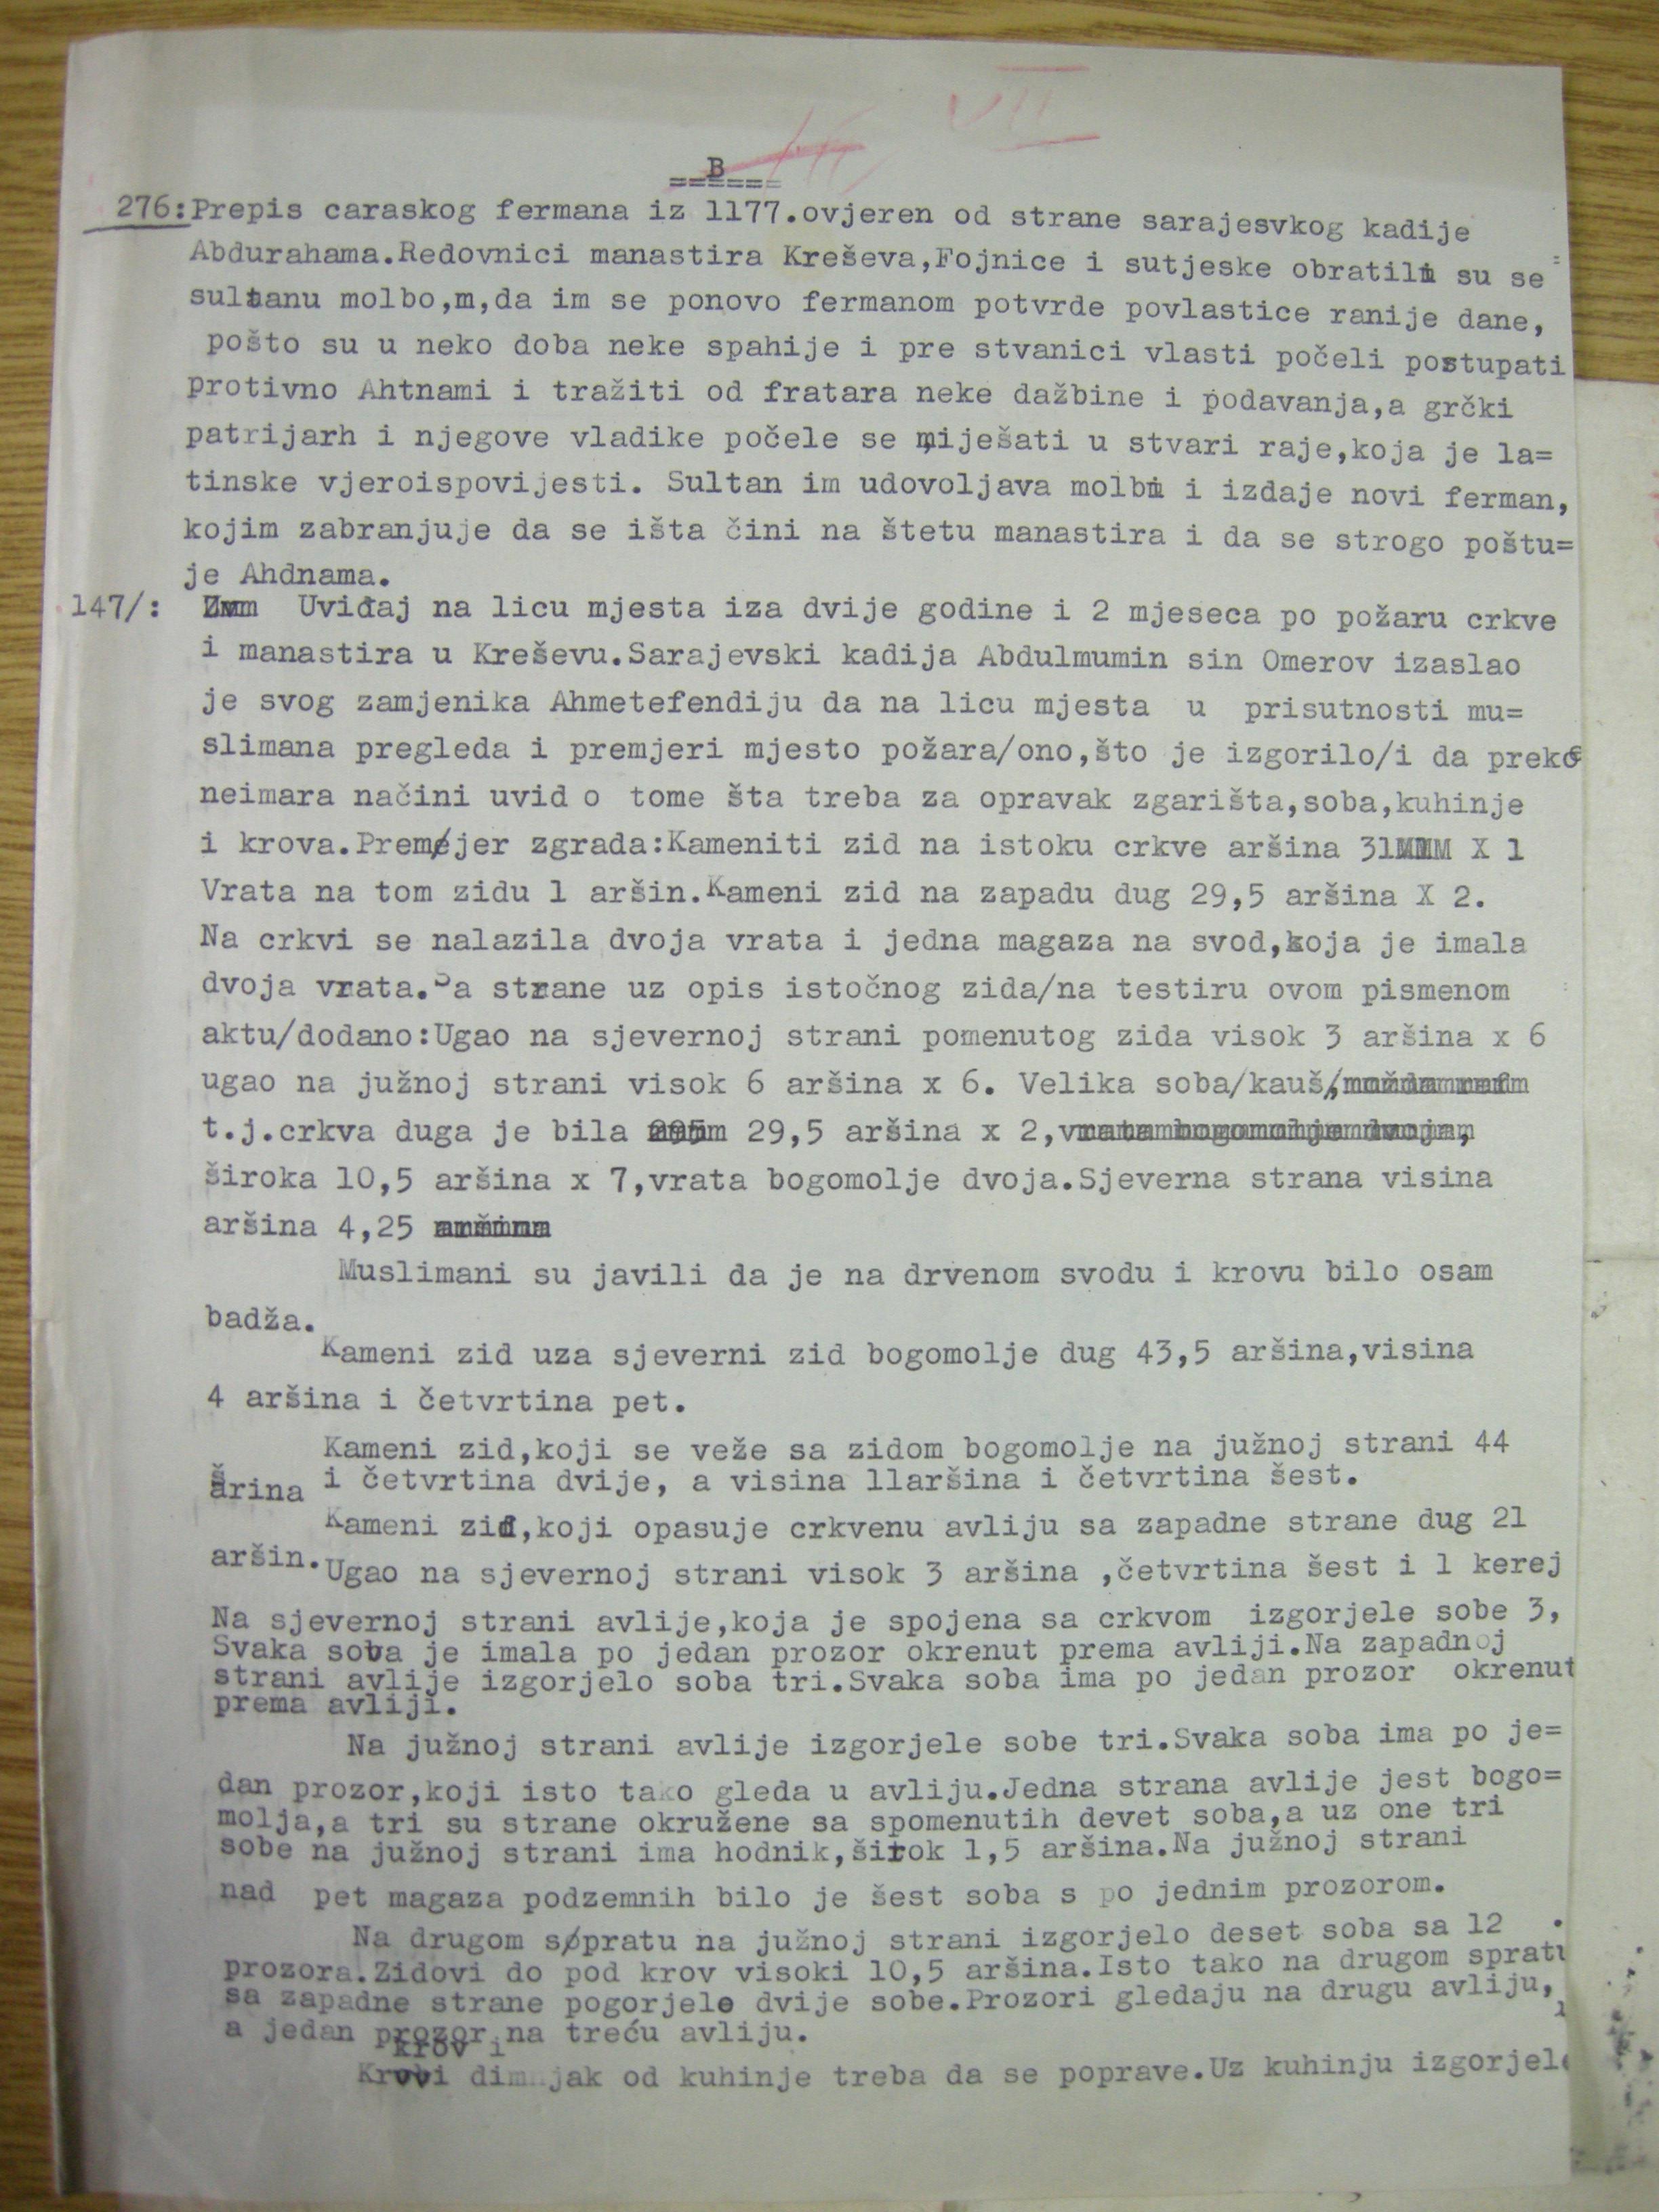 VII
B
======
276:Prepis caraskog fermana iz 1177.ovjeren od strane sarajesvkog kadije
Abdurahama.Redovnici manastira Kreševa,Fojnice i sutjeske obratili su se
sultanu molbo,m,da im se ponovo fermanom potvrde povlastice ranije dane,
pošto su u neko doba neke spahije i pre stvanici vlasti počeli postupati
protivno Ahtnami i tražiti od fratara neke dažbine i podavanja,a grčki
patrijarh i njegove vladike počele se miješati u stvari raje,koja je la=
tinske vjeroispovijesti. Sultan im udovoljava molbi i izdaje novi ferman,
kojim zabranjuje da se išta čini na štetu manastira i da se strogo poštu=
je Ahdnama.
147/: Uviđaj na licu mjesta iza dvije godine i 2 mjeseca po požaru crkve
i manastira u Kreševu.Sarajevski kadija Abdulmumin sin Omerov izaslao
je svog zamjenika Ahmetefendiju da na licu mjesta u prisutnosti mu=
slimana pregleda i premjeri mjesto požara/ono,što je izgorilo/i da preko
neimara načini uvid o tome šta treba za opravak zgarišta,soba,kuhinje
i krova.Premjer zgrada:Kameniti zid na istoku crkve aršina 31 X 1
Vrata na tom zidu 1 aršin.Kameni zid na zapadu dug 29,5 aršina X 2.
Na crkvi se nalazila dvoja vrata i jedna magaza na svod,koja je imala
dvoja vrata.Sa strane uz opis istočnog zida/na testiru ovom pismenom
aktu/dodano:Ugao na sjevernoj strani pomenutog zida visok 3 aršina x 6
ugao na južnoj strani visok 6 aršina x 6. Velika soba/kauš/
t.j.crkva duga je bila 29,5 aršina x 2,vrata bogomolje dvoja,
široka 10,5 aršina x 7,vrata bogomolje dvoja.Sjeverna strana visina
aršina 4,25 aršina
Muslimani su javili da je na drvenom svodu i krovu bilo osam
badža.
Kameni zid uza sjeverni zid bogomolje dug 43,5 aršina,visina
4 aršina i četvrtina pet.
Kameni zid,koji se veže sa zidom bogomolje na južnoj strani 44
ašrina i četvrtina dvije, a visina 11aršina i četvrtina šest.
Kameni zid,koji opasuje crkvenu avliju sa zapadne strane dug 21
aršin.Ugao na sjevernoj strani visok 3 aršina ,četvrtina šest i 1 kerej
Na sjevernoj strani avlije,koja je spojena sa crkvom izgorjele sobe 3,
Svaka soba je imala po jedan prozor okrenut prema avliji.Na zapadnoj
strani avlije izgorjelo soba tri.Svaka soba ima po jedan prozor okrenut
prema avliji.
Na južnoj strani avlije izgorjele sobe tri.Svaka soba ima po je=
dan prozor,koji isto tako gleda u avliju.Jedna strana avlije jest bogo=
molja,a tri su strane okružene sa spomenutih devet soba,a uz one tri
sobe na južnoj strani ima hodnik,širok 1,5 aršina.Na južnoj strani
nad pet magaza podzemnih bilo je šest soba s po jednim prozorom.
Na drugom spratu na južnoj strani izgorjelo deset soba sa 12
prozora.Zidovi do pod krov visoki 10,5 aršina.Isto tako na drugom spratu
sa zapadne strane pogorjele dvije sobe.Prozori gledaju na drugu avliju,
a jedan prozor na treću avliju.
krov i
Krovi dimnjak od kuhinje treba da se poprave.Uz kuhinju izgorjele